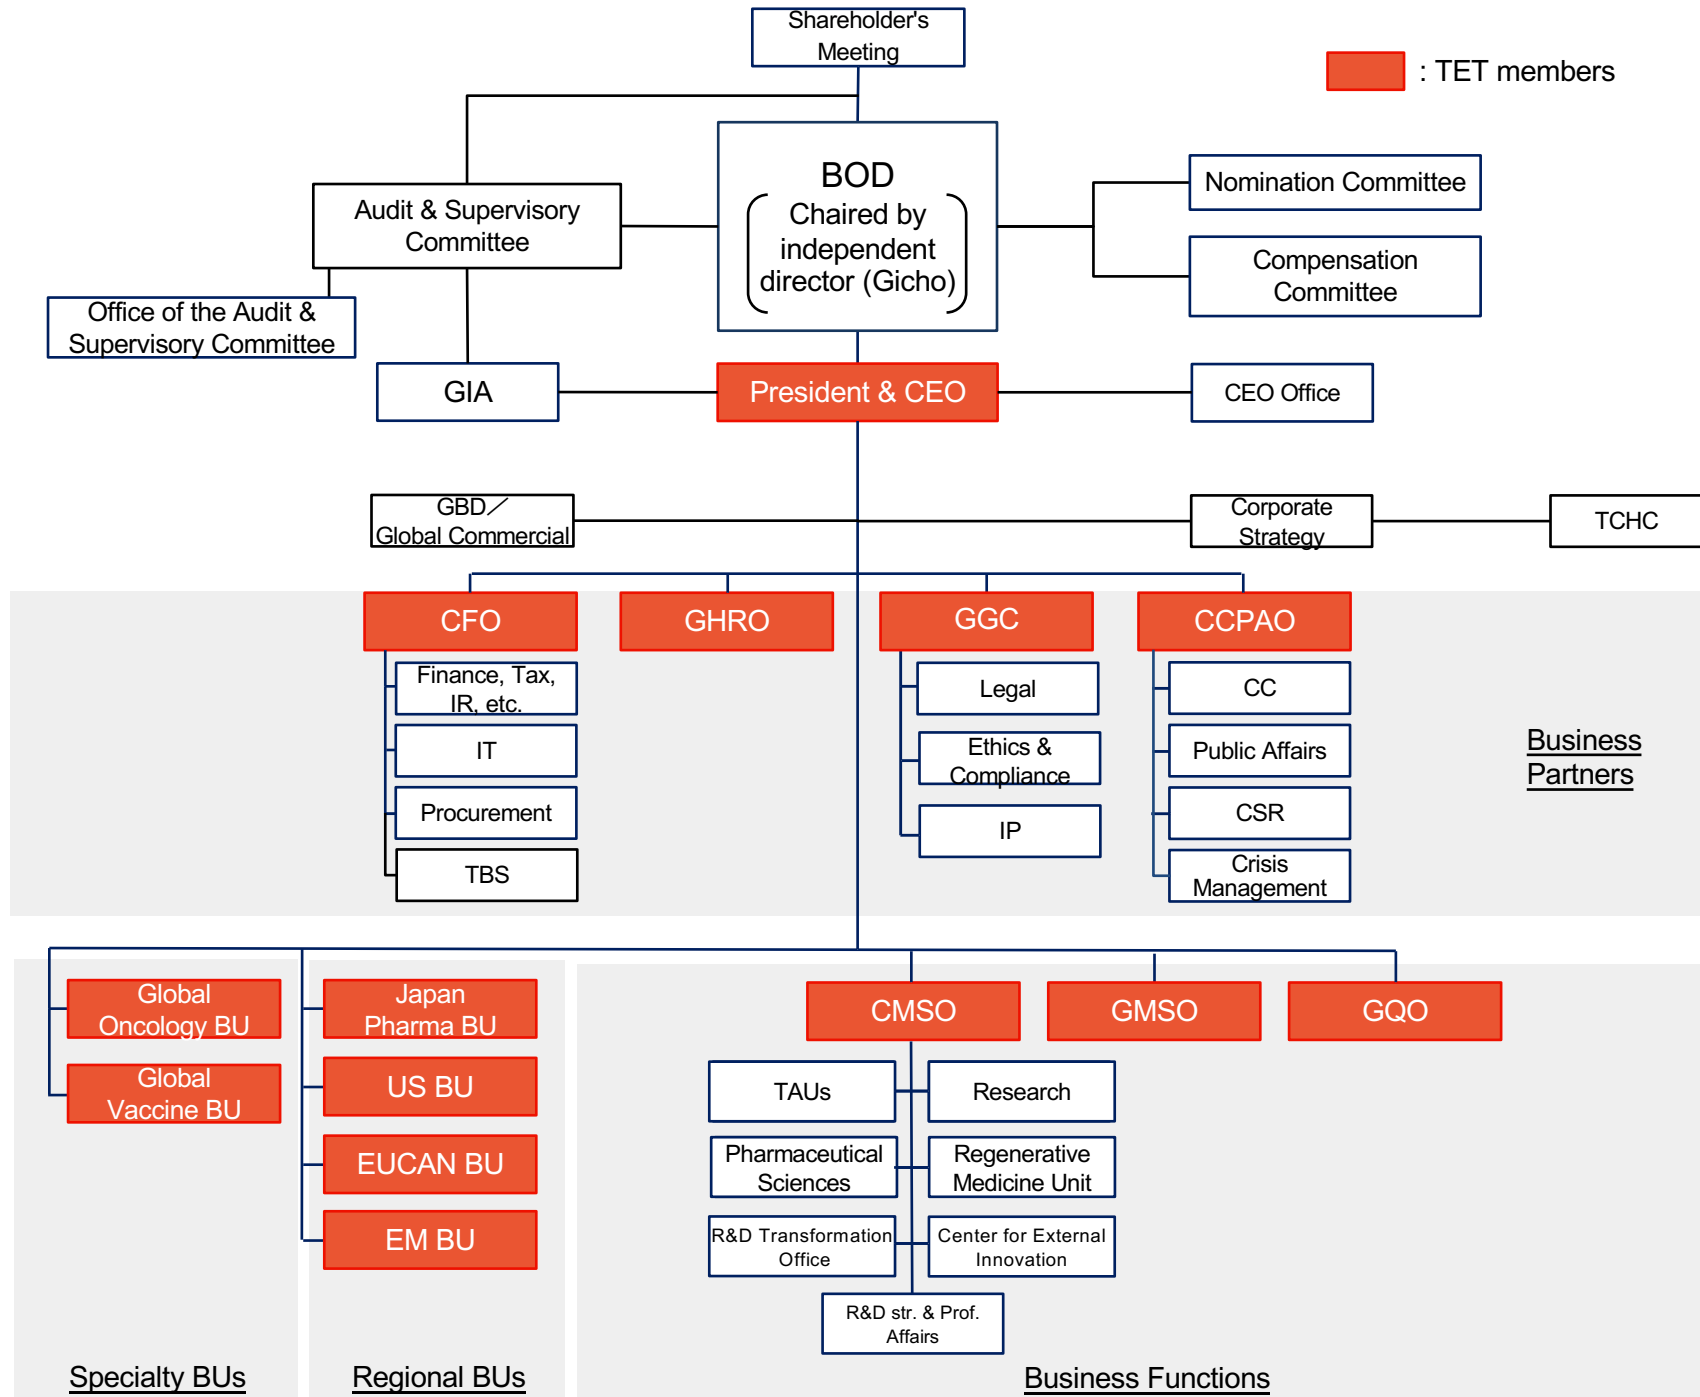 Shareholder's
Meeting
: TET members
BOD
Chaired by
independent
director (Gicho)
Audit & Supervisory
Committee
Nomination Committee
Compensation
Committee
Office of the Audit &
Supervisory Committee
GIA
President & CEO
CEO Office
GBD／
Global Commercial
Corporate
Strategy
TCHC
CFO
GHRO
GGC
CCPAO
Finance, Tax,
IR, etc.
IT
Procurement
TBS
Legal
Ethics &
Compliance
IP
CC
Public Affairs
CSR
Crisis
Management
Business
Partners
Global
Oncology BU
Global
Vaccine BU
Specialty BUs
Japan
Pharma BU
US BU
EUCAN BU
EM BU
Regional BUs
CMSO
GMSO
GQO
TAUs
Research
Pharmaceutical
Sciences
Regenerative
Medicine Unit
R&D Transformation
Office
Center for External
Innovation
R&D str. & Prof.
Affairs
Business Functions